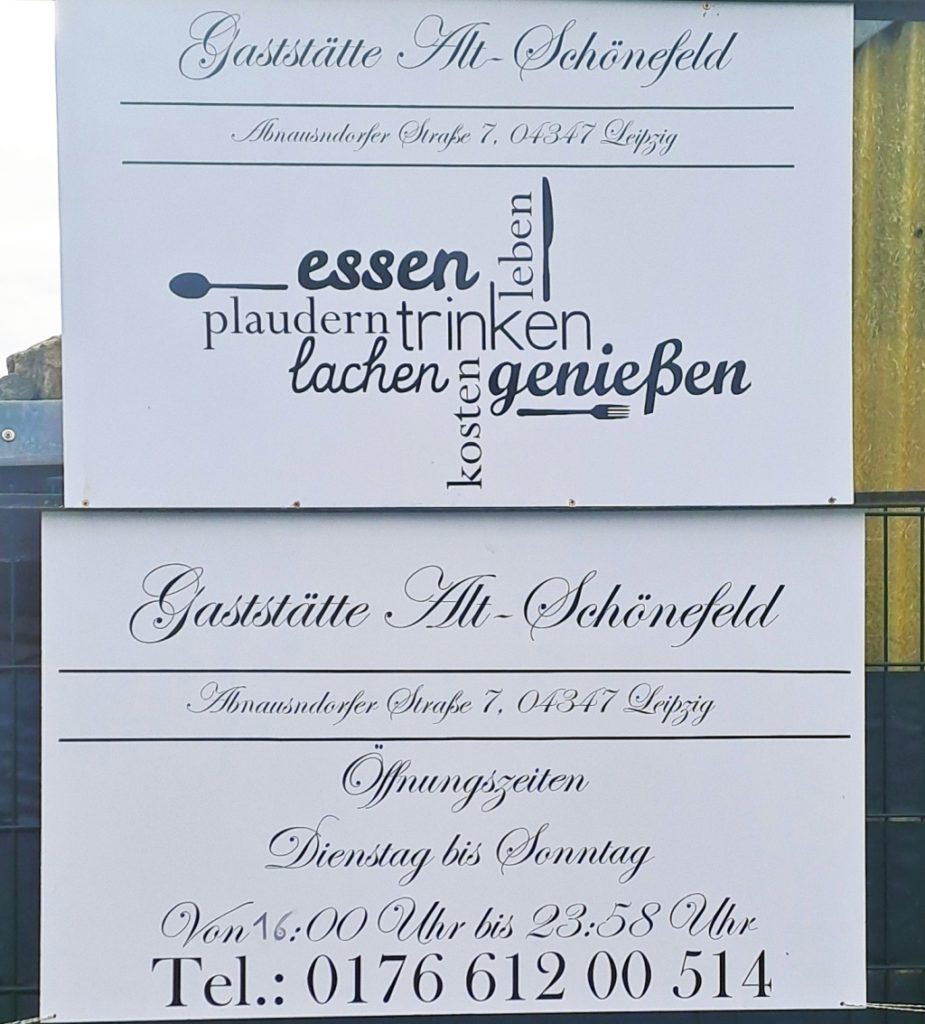 Gaststätte Alt-Schönefeld
Abnausndorfer Straße 7, 04347 Leipzig
leben
essen
plaudern trinken
lachen genießen
kosten
Gaststätte Alt-Schönefeld
Abnausndorfer Straße 7, 04347 Leipzig
Öffnungszeiten
Dienstag bis Sonntag
Von 16:00 Uhr bis 23:58 Uhr
Tel.: 0176 612 00 514